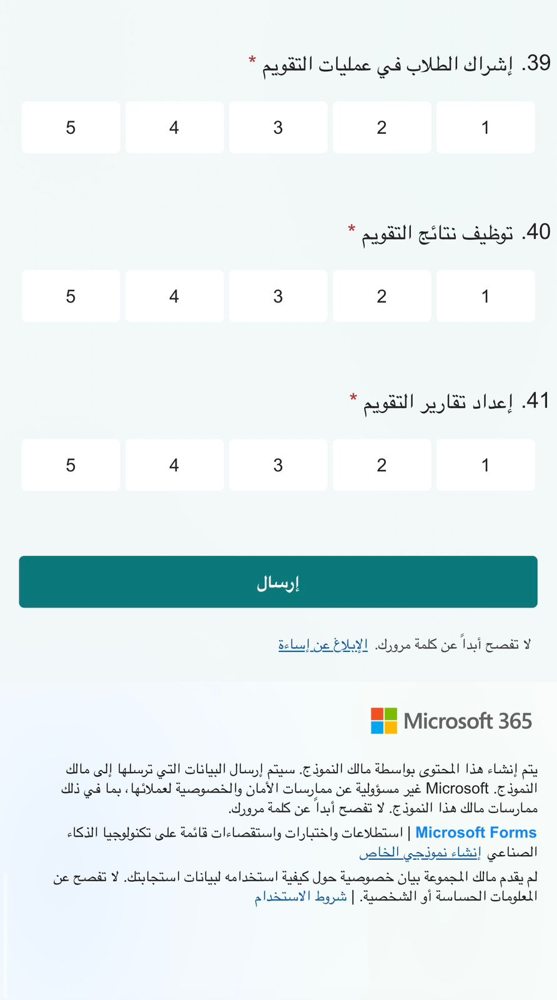 39. إشراك الطلاب في عمليات التقويم *
1 2 3 4 5
40. توظيف نتائج التقويم *
1 2 3 4 5
41. إعداد تقارير التقويم *
1 2 3 4 5
إرسال
لا تفصح أبداً عن كلمة مرورك. الإبلاغ عن إساءة
Microsoft 365
يتم إنشاء هذا المحتوى بواسطة مالك النموذج. سيتم إرسال البيانات التي ترسلها إلى مالك
النموذج. Microsoft غير مسؤولية عن ممارسات الأمان والخصوصية لعملائها، بما في ذلك
ممارسات مالك هذا النموذج. لا تفصح أبداً عن كلمة مرورك.
Microsoft Forms | استطلاعات واختبارات واستقصاءات قائمة على تكنولوجيا الذكاء
الصناعي إنشاء نموذجي الخاص
لم يقدم مالك المجموعة بيان خصوصية حول كيفية استخدامه لبيانات استجابتك. لا تفصح عن
المعلومات الحساسة أو الشخصية. | شروط الاستخدام